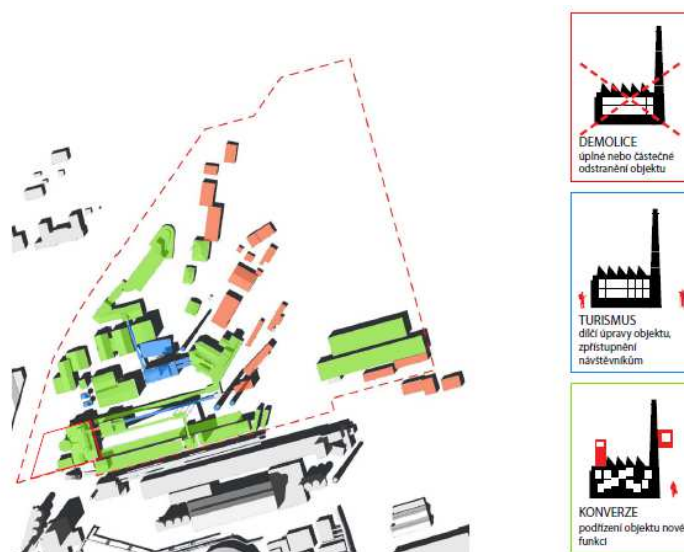 DEMOLICE
úplné nebo částečné
odstranění objektu
TURISMUS
dílčí úpravy objektu,
zpřístupnění
návštěvníkům
KONVERZE
podřízení objektu nové
funkci